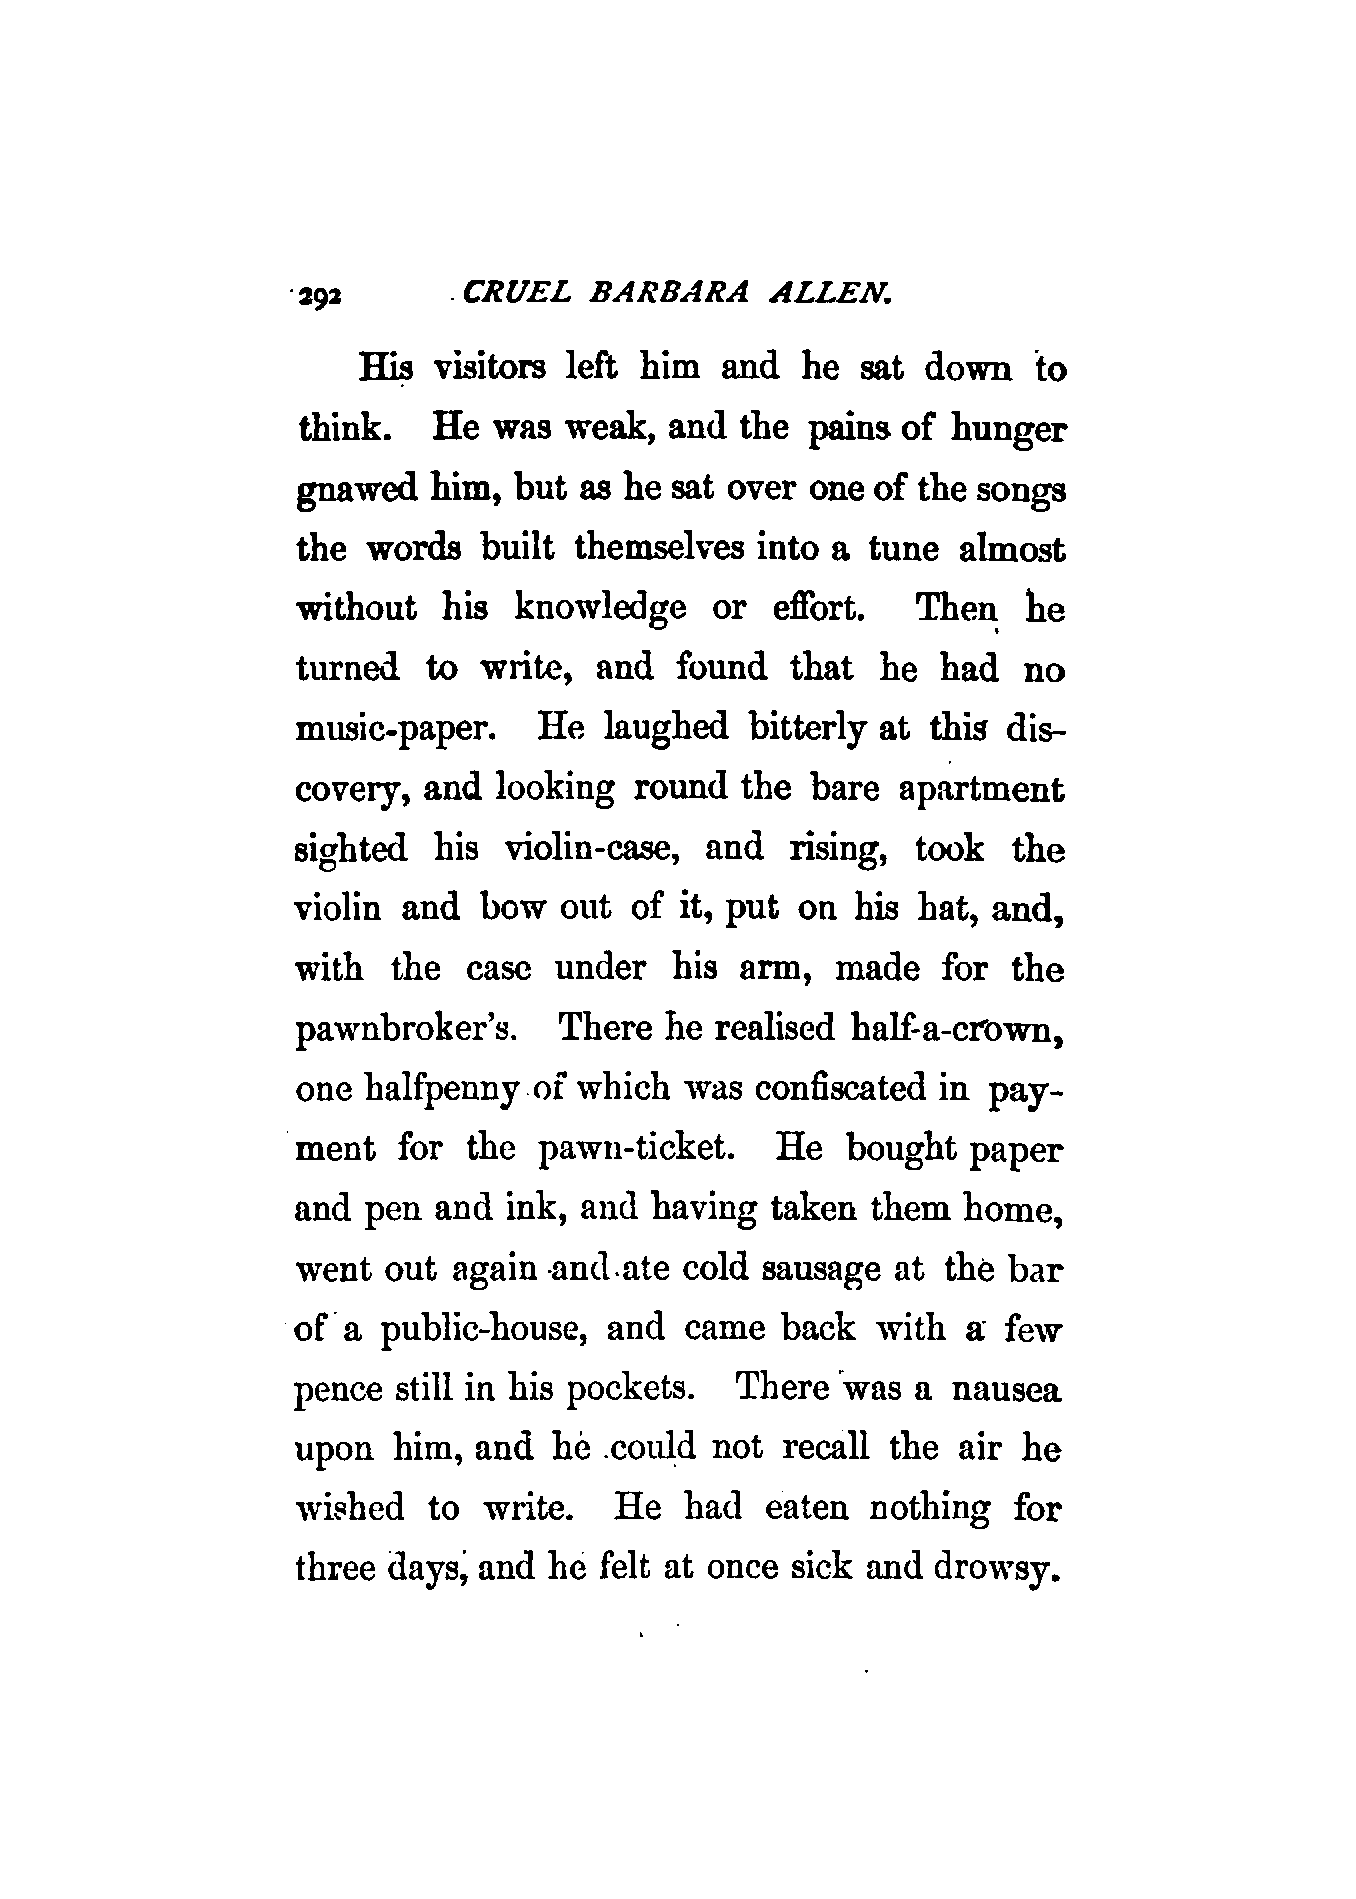 292 CRUEL BARBARA ALLEN.
His visitors left him and he sat down to
think. He was weak, and the pains of hunger
gnawed him, but as he sat over one of the songs
the words built themselves into a tune almost
without his knowledge or effort. Then he
turned to write, and found that he had no
music-paper. He laughed bitterly at this dis-
covery, and looking round the bare apartment
sighted his violin-case, and rising, took the
violin and bow out of it, put on his hat, and,
with the case under his arm, made for the
pawnbroker's. There he realised half-a-crown,
one halfpenny of which was confiscated in pay-
ment for the pawn-ticket. He bought paper
and pen and ink, and having taken them home,
went out again and ate cold sausage at the bar
of a public-house, and came back with a few
pence still in his pockets. There was a nausea
upon him, and he could not recall the air he
wished to write. He had eaten nothing for
three days, and he felt at once sick and drowsy.